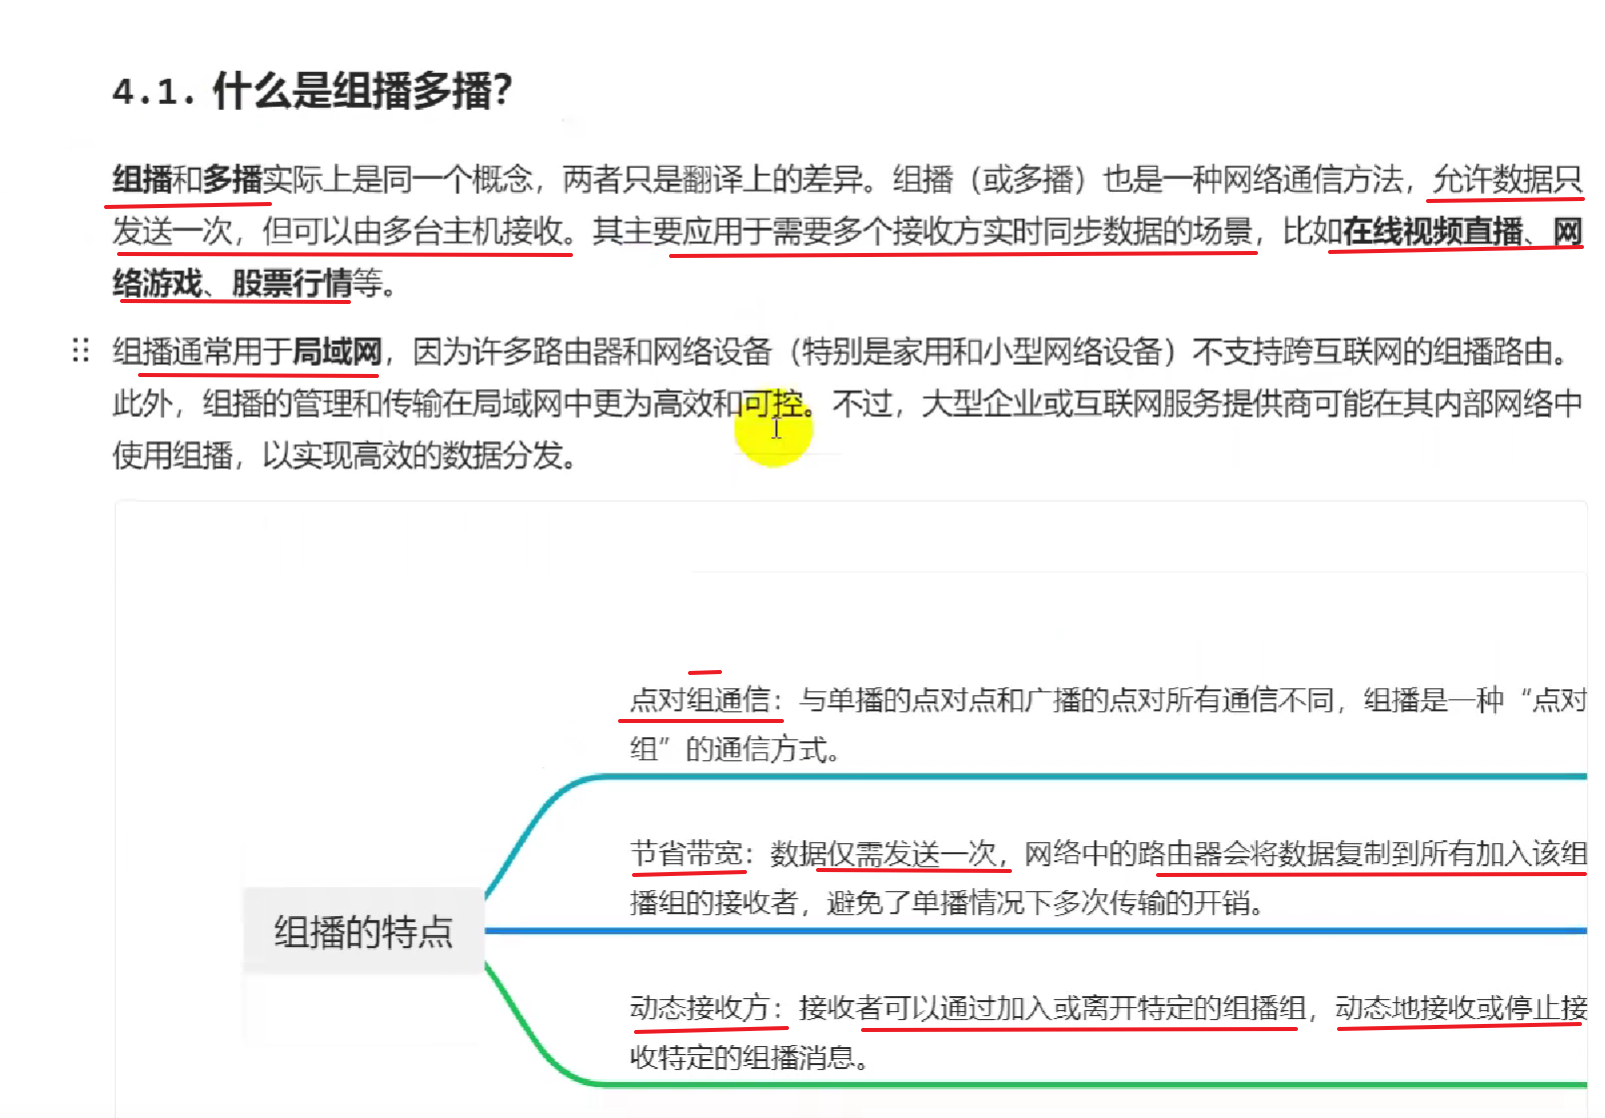 4.1. 什么是组播多播？
组播和多播实际上是同一个概念，两者只是翻译上的差异。组播（或多播）也是一种网络通信方法，允许数据只
发送一次，但可以由多台主机接收。其主要应用于需要多个接收方实时同步数据的场景，比如在线视频直播、网
络游戏、股票行情等。
组播通常用于局域网，因为许多路由器和网络设备（特别是家用和小型网络设备）不支持跨互联网的组播路由。
此外，组播的管理和传输在局域网中更为高效和可控。不过，大型企业或互联网服务提供商可能在其内部网络中
使用组播，以实现高效的数据分发。
点对组通信：与单播的点对点和广播的点对所有通信不同，组播是一种“点对
组”的通信方式。
节省带宽：数据仅需发送一次，网络中的路由器会将数据复制到所有加入该组
播组的接收者，避免了单播情况下多次传输的开销。
组播的特点
动态接收方：接收者可以通过加入或离开特定的组播组，动态地接收或停止接
收特定的组播消息。